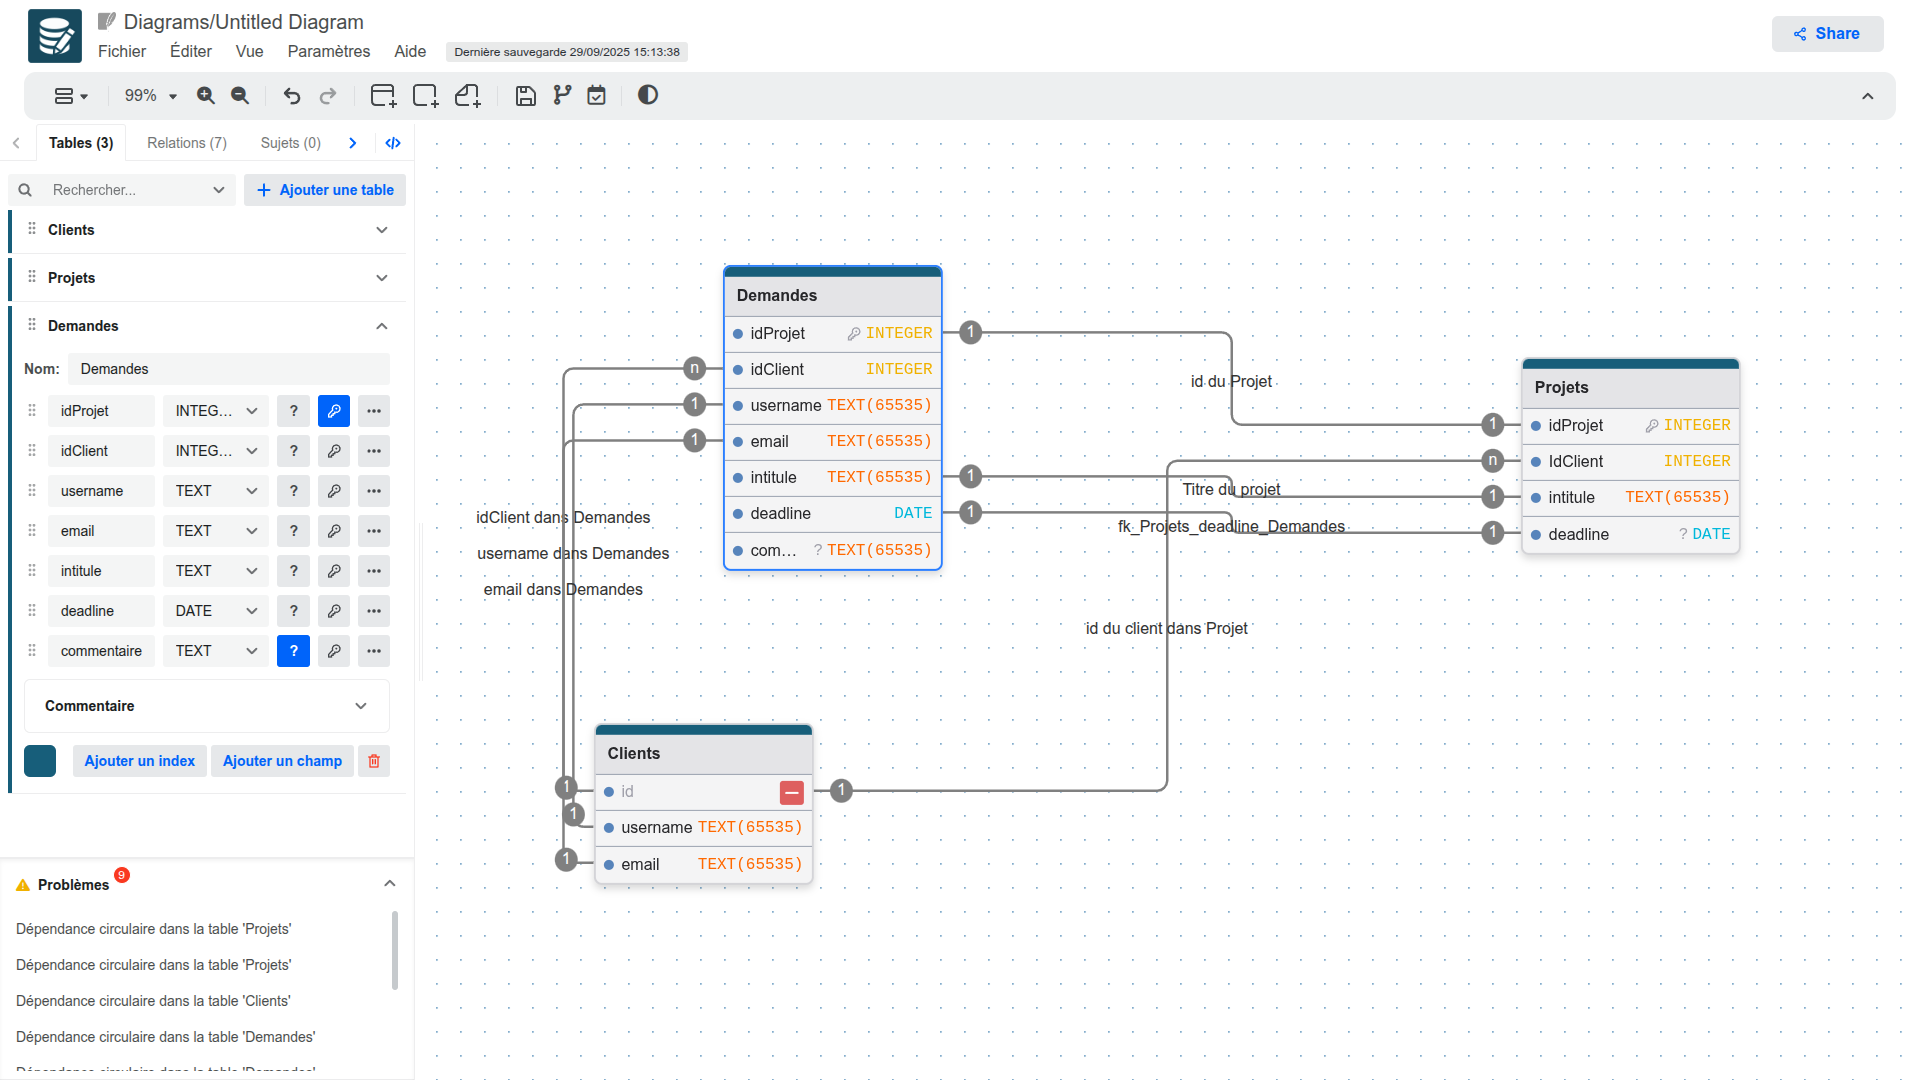 Diagrams/Untitled Diagram
Fichier Éditer Vue Paramètres Aide Dernière sauvegarde 29/09/2025 15:13:38
Share
99%
Tables (3) Relations (7) Sujets (0)
Rechercher... Ajouter une table
Clients
Projets
Demandes
Nom: Demandes
idProjet INTEG... ?
idClient INTEG... ?
username TEXT ?
email TEXT ?
intitule TEXT ?
deadline DATE ?
commentaire TEXT ?
Commentaire
Ajouter un index Ajouter un champ
Problèmes 9
Dépendance circulaire dans la table 'Projets'
Dépendance circulaire dans la table 'Projets'
Dépendance circulaire dans la table 'Clients'
Dépendance circulaire dans la table 'Demandes'
Dépendance circulaire dans la table 'Demandes'
Demandes
idProjet INTEGER 1
n idClient INTEGER
1 username TEXT(65535)
1 email TEXT(65535)
intitule TEXT(65535) 1
deadline DATE 1
com... ? TEXT(65535)
id du Projet
Titre du projet
fk_Projets_deadline_Demandes
id du client dans Projet
Projets
1 idProjet INTEGER
n IdClient INTEGER
1 intitule TEXT(65535)
1 deadline ? DATE
idClient dans Demandes
username dans Demandes
email dans Demandes
Clients
1 id 1
1 username TEXT(65535)
1 email TEXT(65535)